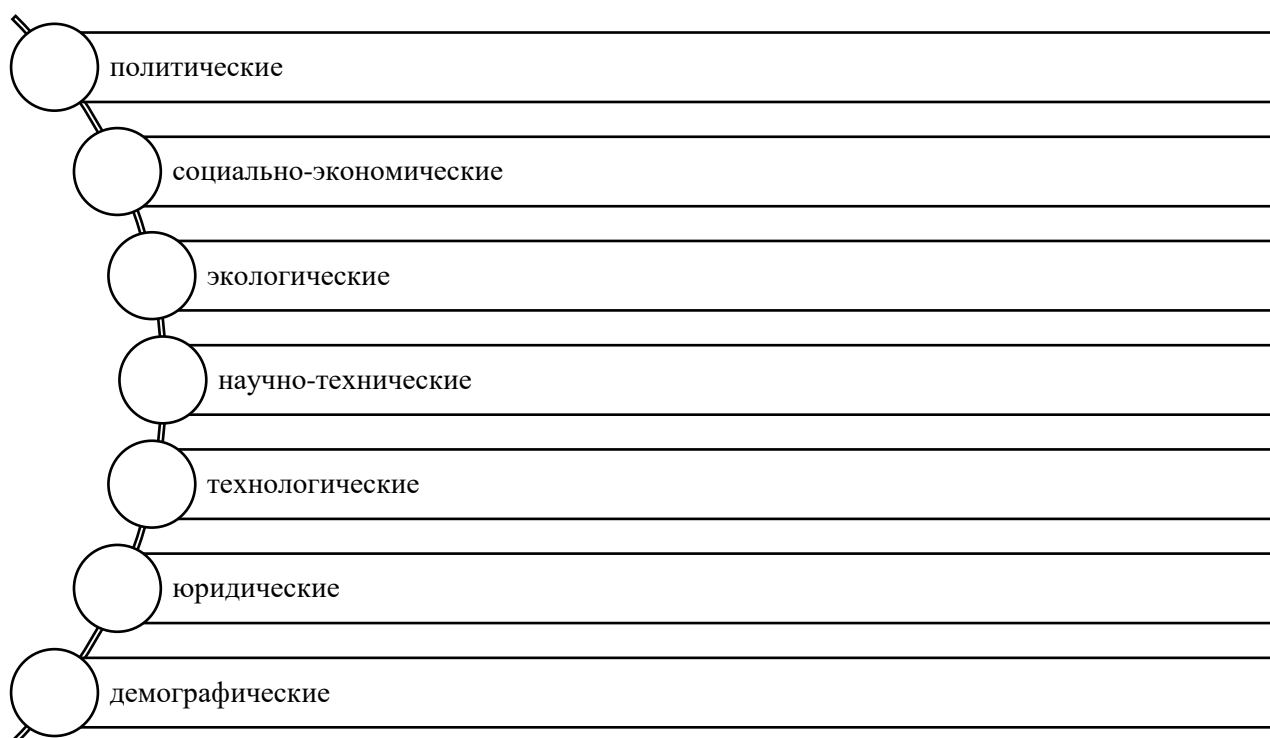 политические
социально-экономические
экологические
научно-технические
технологические
юридические
демографические